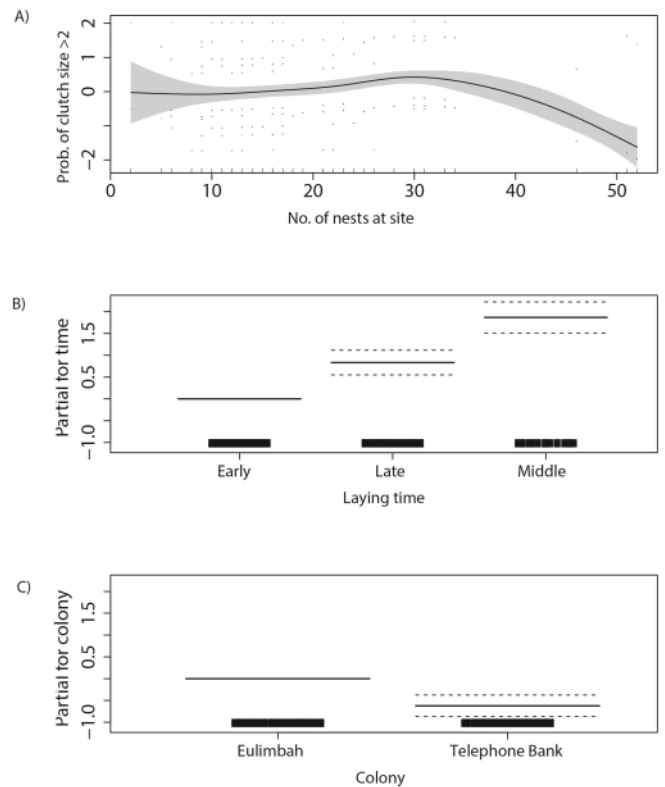 A)
Prob. of clutch size >2
2
1
0
−2
0
10
20
30
40
50
No. of nests at site
B)
Partial for time
1.5
0.5
−1.0
Early
Late
Middle
Laying time
C)
Partial for colony
1.5
0.5
−1.0
Eulimbah
Telephone Bank
Colony